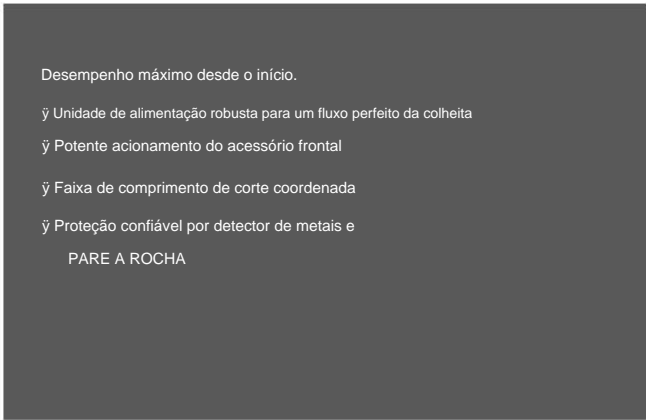 Desempenho máximo desde o início.
ÿ Unidade de alimentação robusta para um fluxo perfeito da colheita
ÿ Potente acionamento do acessório frontal
ÿ Faixa de comprimento de corte coordenada
ÿ Proteção confiável por detector de metais e
PARE A ROCHA